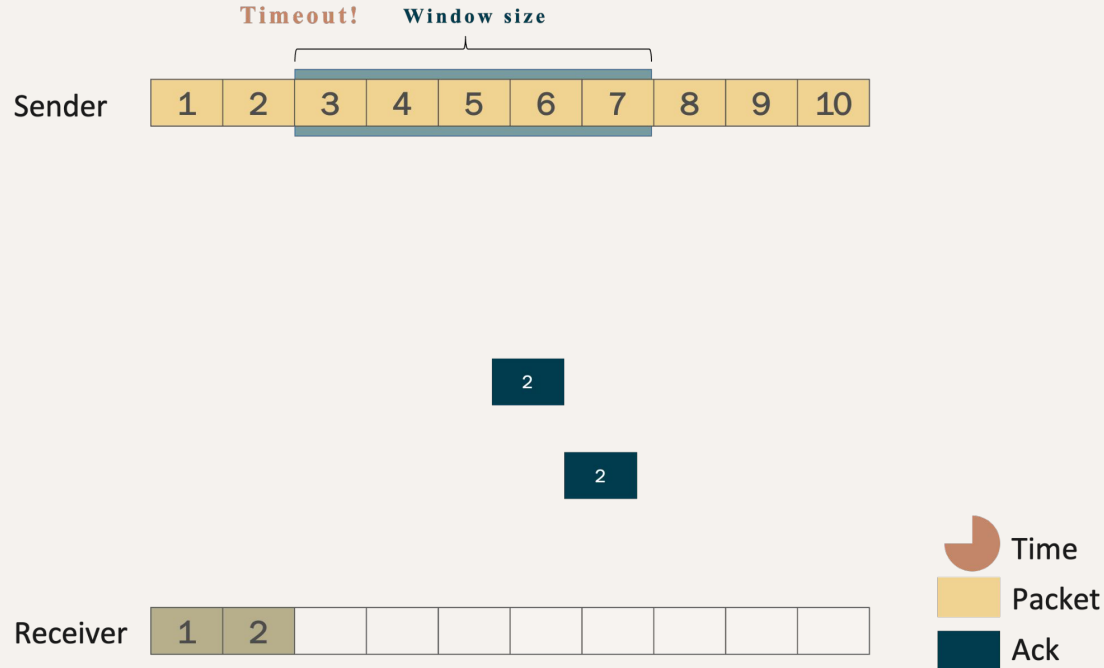 Timeout! Window size
Sender 1 2 3 4 5 6 7 8 9 10
2
2
Time
Packet
Receiver 1 2
Ack